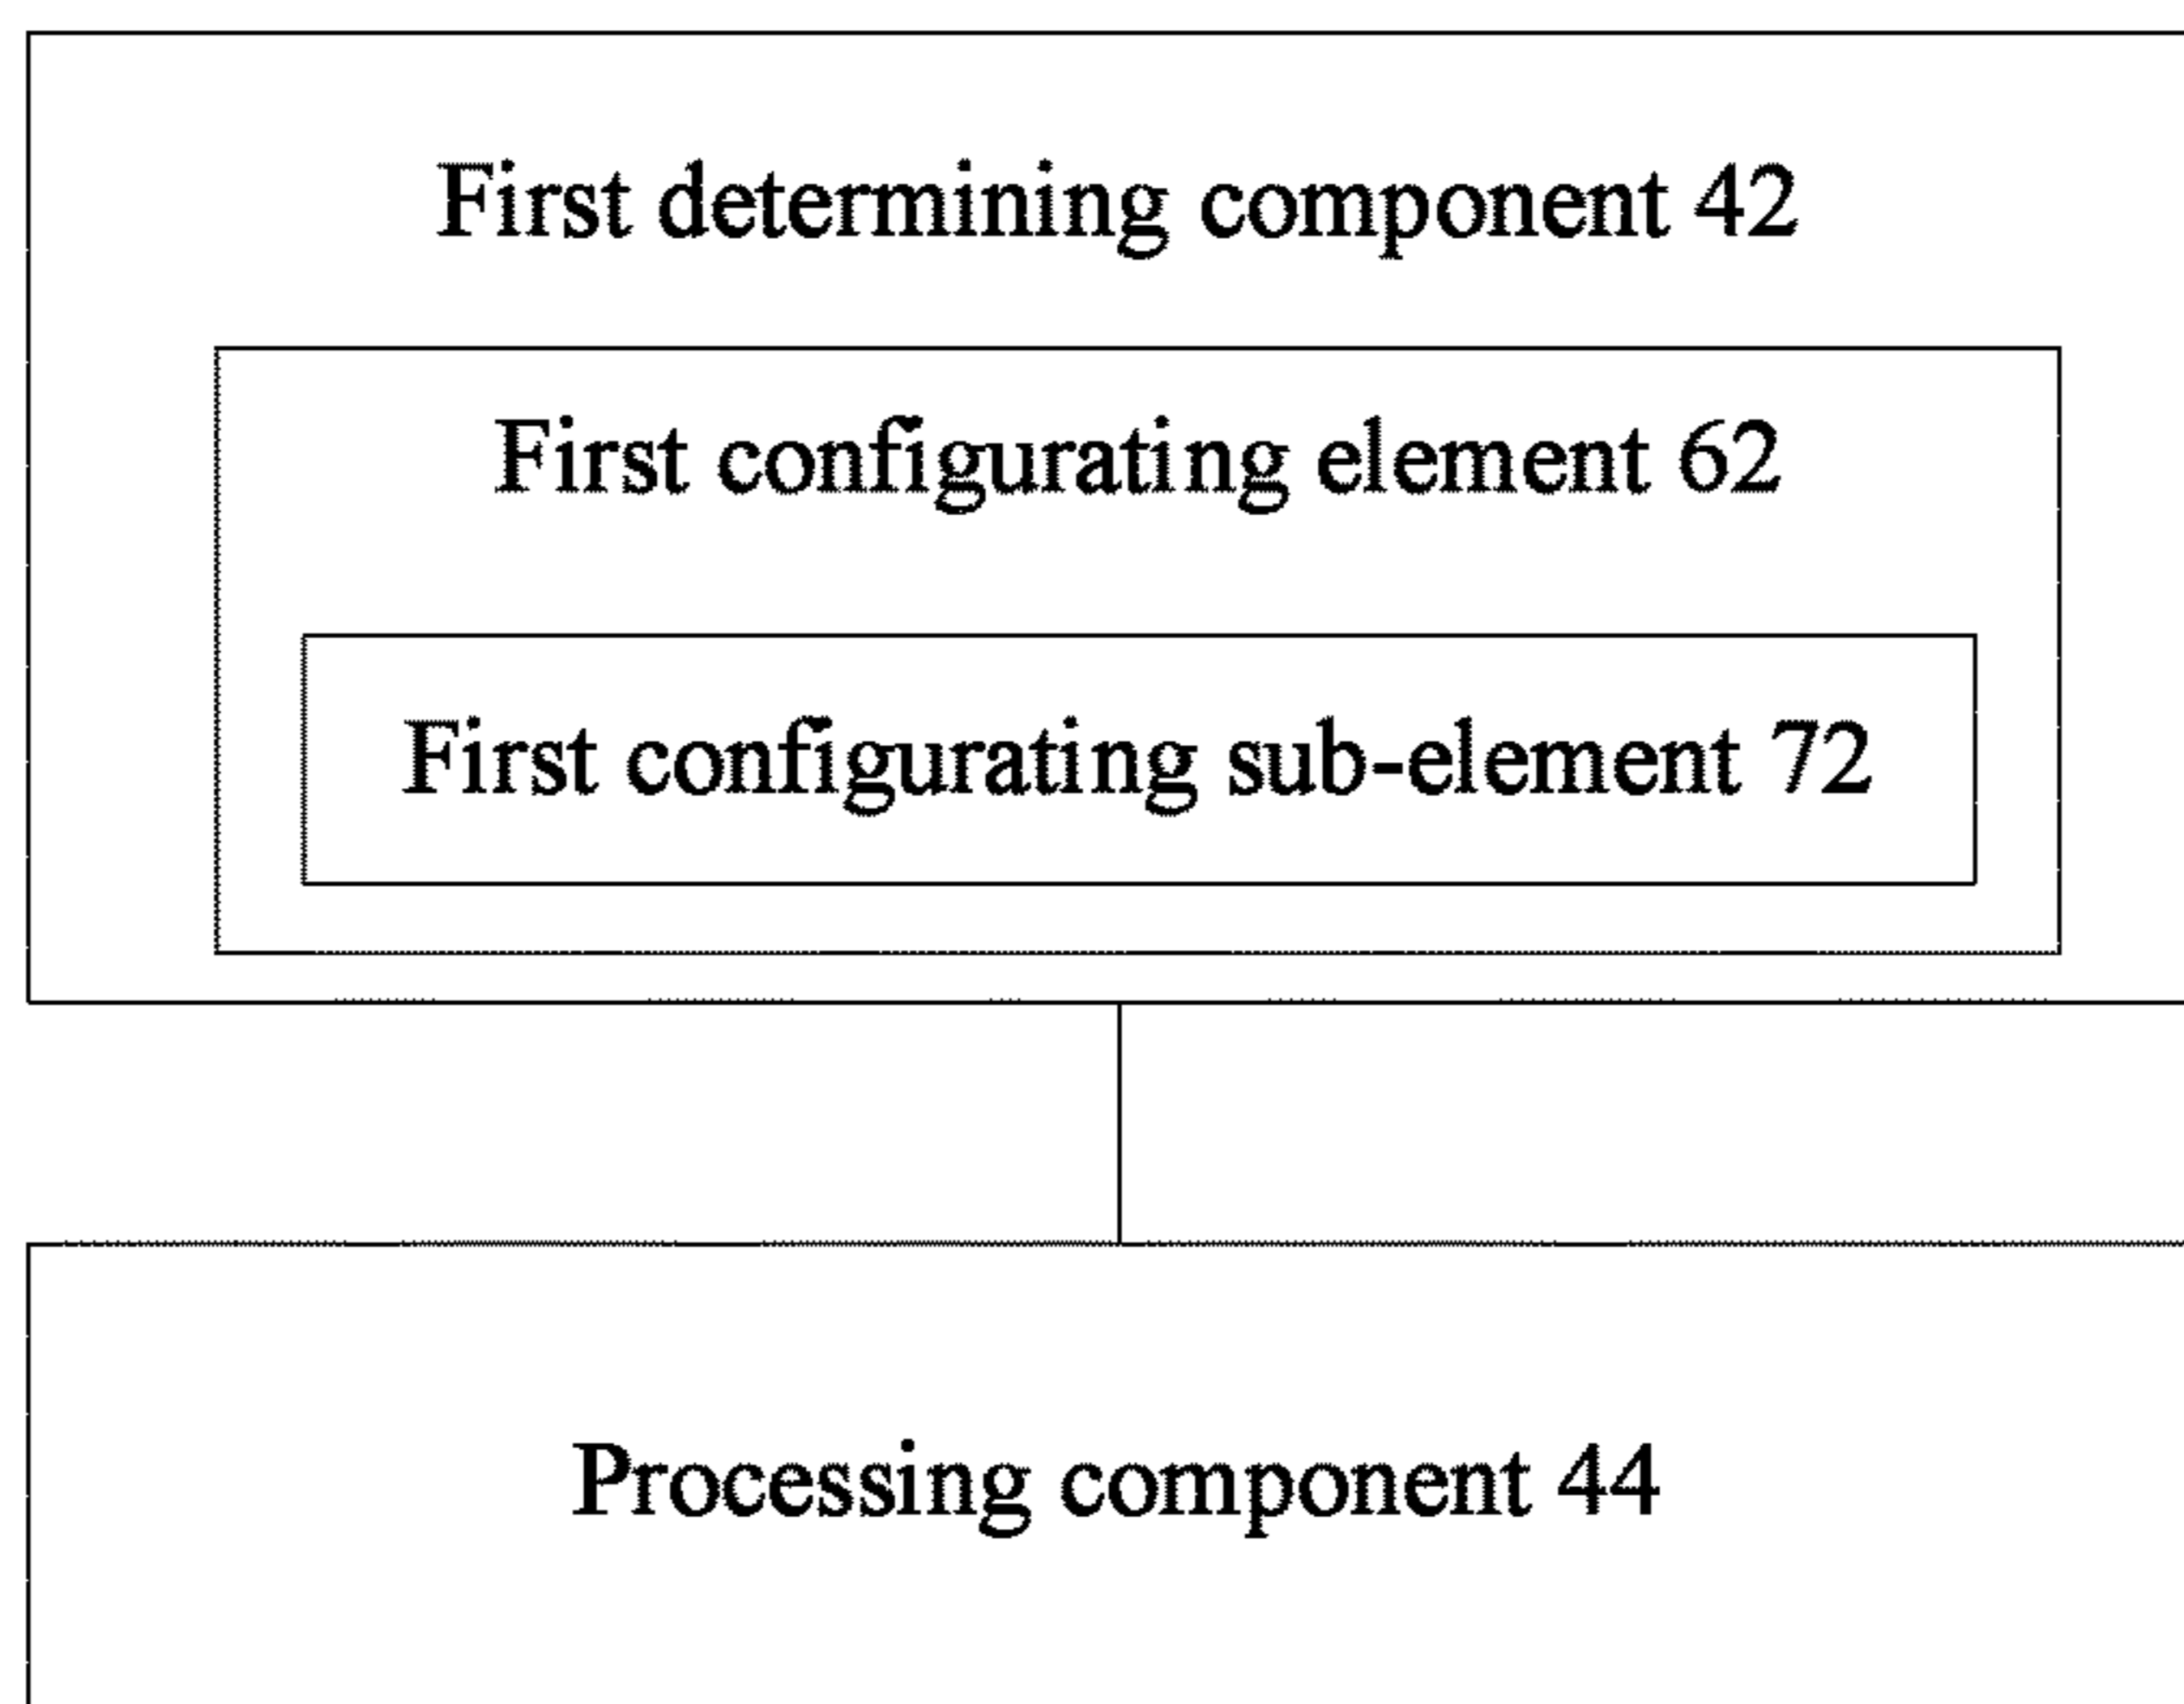 First determining component 42
First configurating element 62
First configurating sub-element 72
Processing component 44